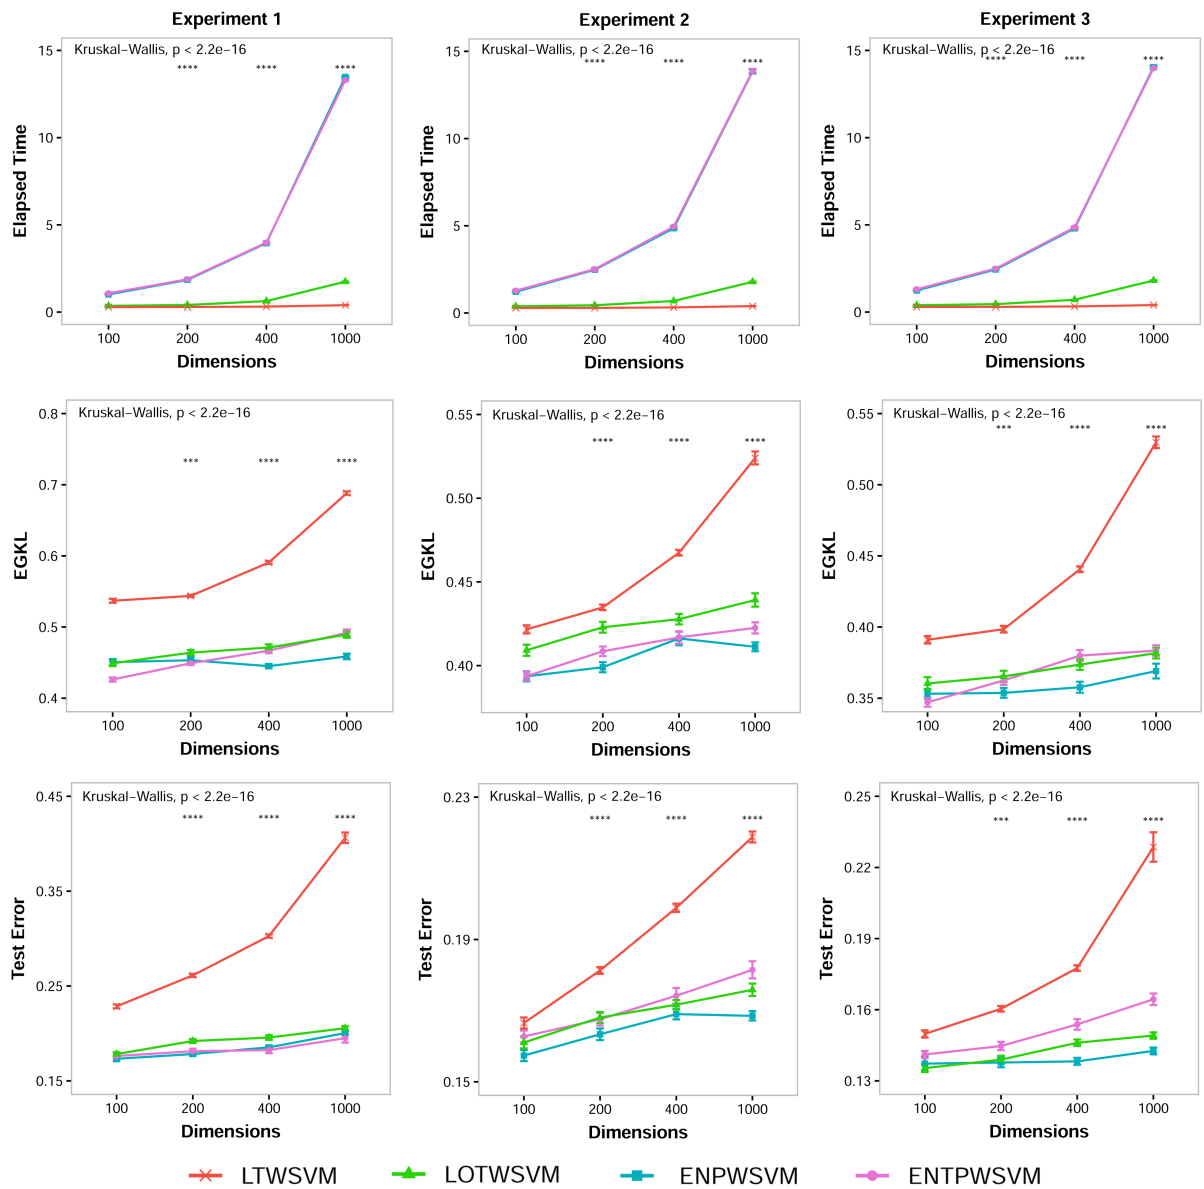 Experiment 1
Experiment 2
Experiment 3
Kruskal−Wallis, p < 2.2e−16
**** **** ****
15
10
5
0
Elapsed Time
100 200 400 1000
Dimensions
Kruskal−Wallis, p < 2.2e−16
**** **** ****
15
10
5
0
Elapsed Time
100 200 400 1000
Dimensions
Kruskal−Wallis, p < 2.2e−16
**** **** ****
15
10
5
0
Elapsed Time
100 200 400 1000
Dimensions
Kruskal−Wallis, p < 2.2e−16
*** **** ****
0.8
0.7
0.6
0.5
0.4
EGKL
100 200 400 1000
Dimensions
Kruskal−Wallis, p < 2.2e−16
**** **** ****
0.55
0.50
0.45
0.40
EGKL
100 200 400 1000
Dimensions
Kruskal−Wallis, p < 2.2e−16
*** **** ****
0.55
0.50
0.45
0.40
0.35
EGKL
100 200 400 1000
Dimensions
Kruskal−Wallis, p < 2.2e−16
**** **** ****
0.45
0.35
0.25
0.15
Test Error
100 200 400 1000
Dimensions
Kruskal−Wallis, p < 2.2e−16
**** **** ****
0.23
0.19
0.15
Test Error
100 200 400 1000
Dimensions
Kruskal−Wallis, p < 2.2e−16
*** **** ****
0.25
0.22
0.19
0.16
0.13
Test Error
100 200 400 1000
Dimensions
LTWSVM LOTWSVM ENPWSVM ENTPWSVM